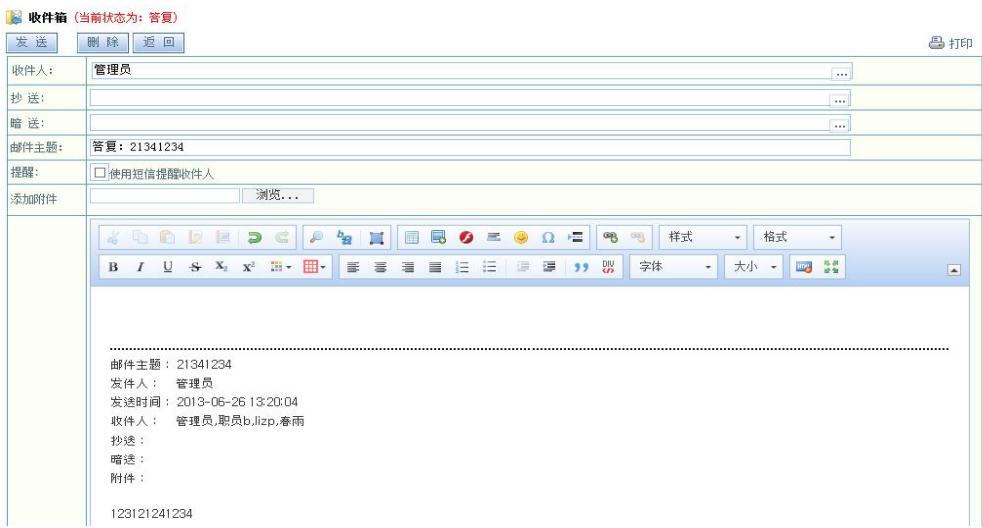 收件箱 (当前状态为: 答复)
发 送 删 除 返 回 打印
收件人: 管理员 ...
抄 送: ...
暗 送: ...
邮件主题: 答复: 21341234
提醒: 使用短信提醒收件人
添加附件 浏览...
样式 格式
B I U S X₂ X² DIV 字体 大小 HTML
邮件主题: 21341234
发件人: 管理员
发送时间: 2013-06-26 13:20:04
收件人: 管理员,职员b,lizp,春雨
抄送:
暗送:
附件:
123121241234